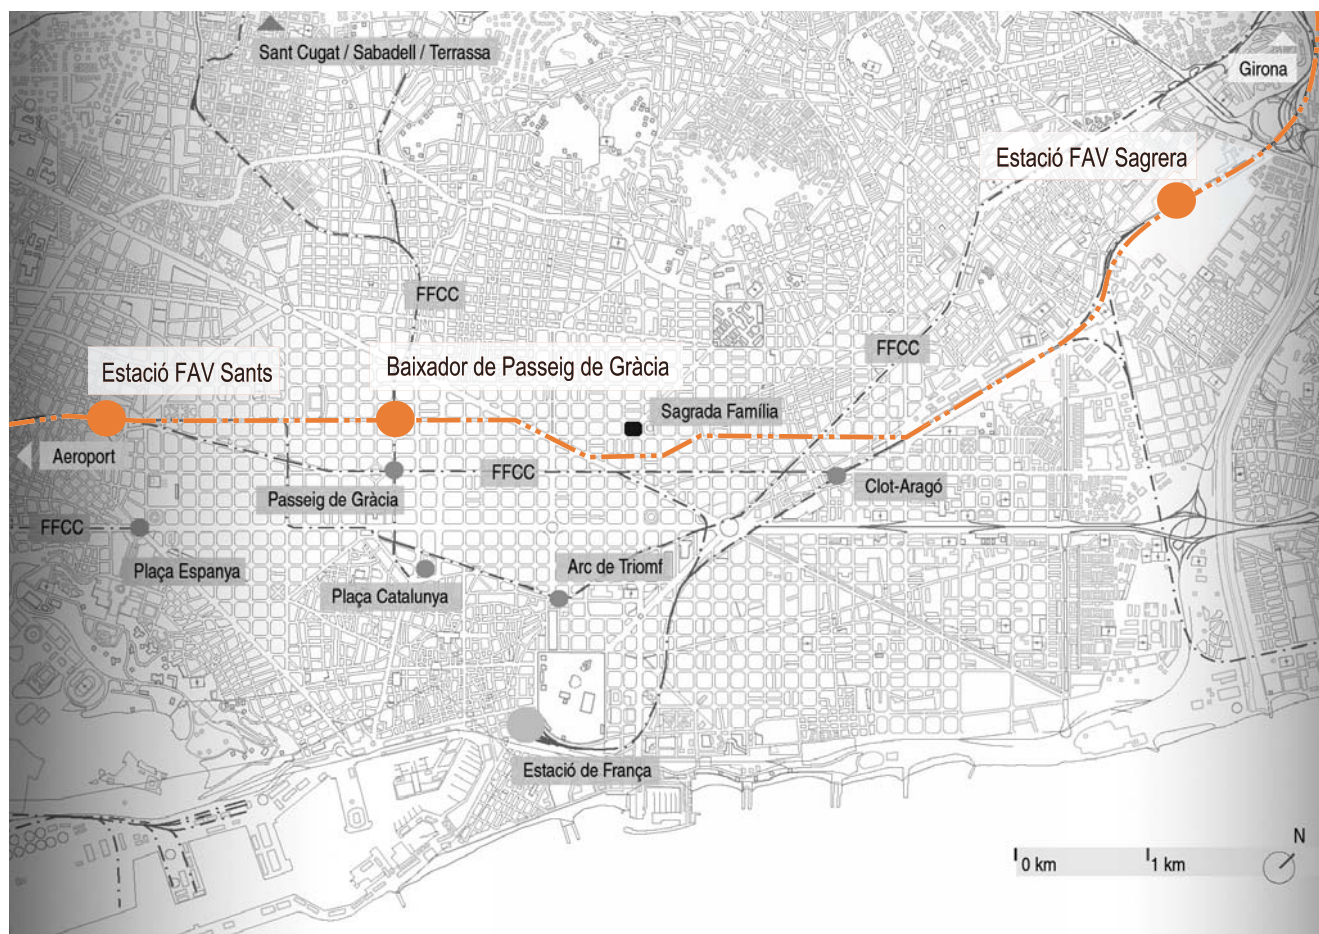 Sant Cugat / Sabadell / Terrassa
Girona
Estació FAV Sagrera
FFCC
FFCC
Estació FAV Sants
Baixador de Passeig de Gràcia
Sagrada Família
Aeroport
FFCC
Passeig de Gràcia
Clot-Aragó
FFCC
Plaça Espanya
Arc de Triomf
Plaça Catalunya
Estació de França
N
0 km
1 km